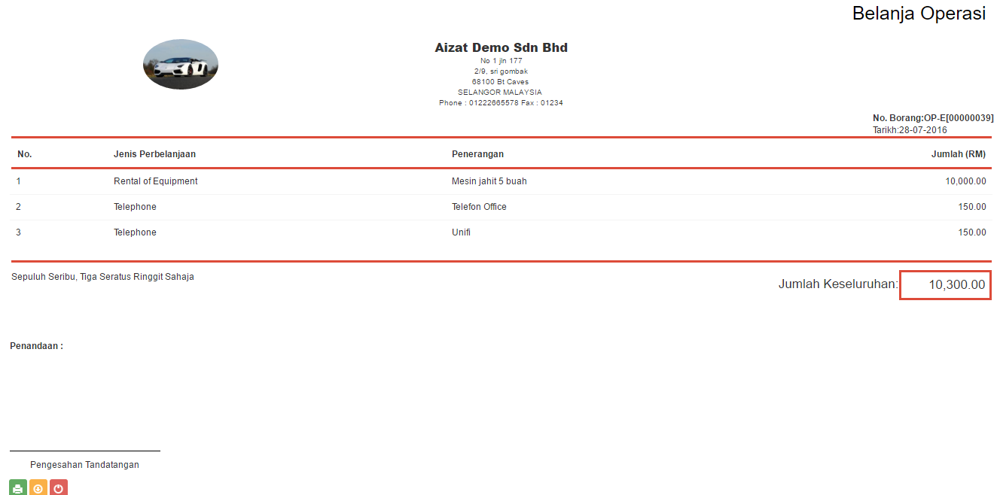 Belanja Operasi
Aizat Demo Sdn Bhd
No 1 jln 177
2/9, sri gombak
68100 Bt Caves
SELANGOR MALAYSIA
Phone : 01222665578 Fax : 01234
No. Borang:OP-E[00000039]
Tarikh:28-07-2016
No. Jenis Perbelanjaan Penerangan Jumlah (RM)
1 Rental of Equipment Mesin jahit 5 buah 10,000.00
2 Telephone Telefon Office 150.00
3 Telephone Unifi 150.00
Sepuluh Seribu, Tiga Seratus Ringgit Sahaja
Jumlah Keseluruhan: 10,300.00
Penandaan :
Pengesahan Tandatangan